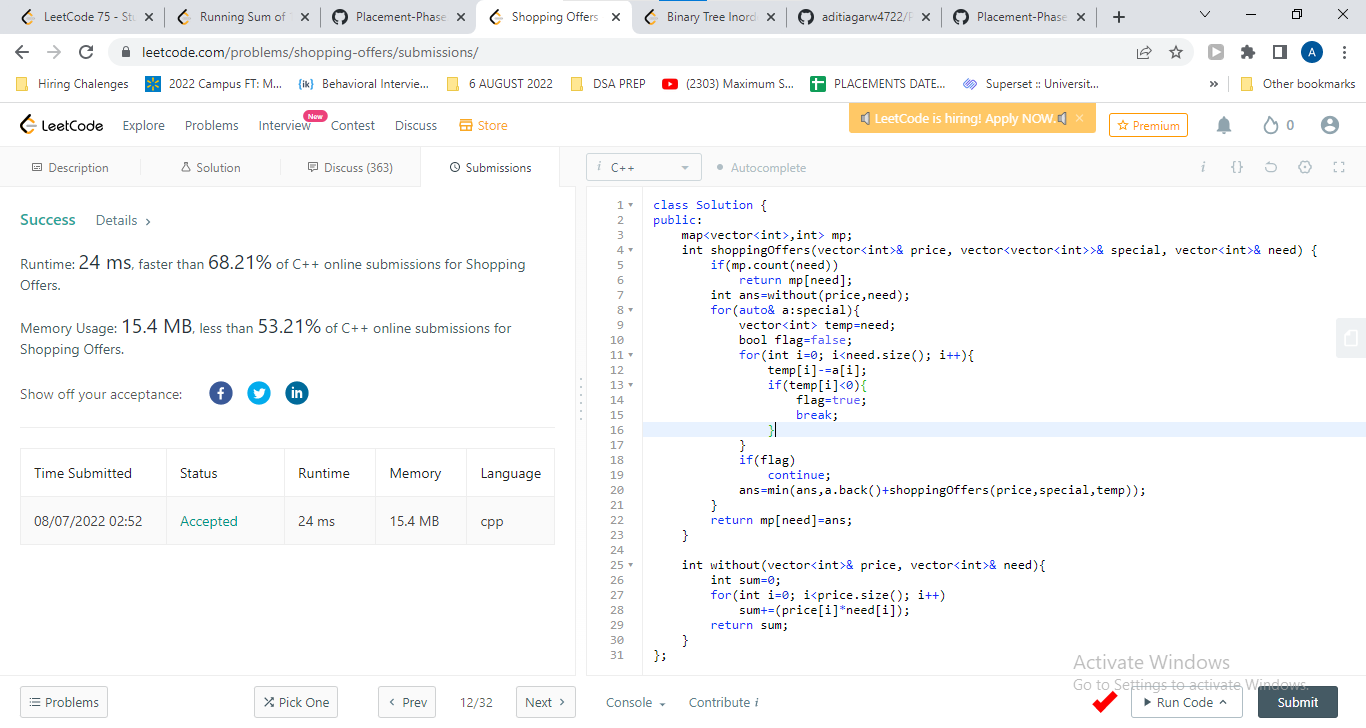 LeetCode 75 - Stu
Running Sum of
Placement-Phase
Shopping Offers
Binary Tree Inord
aditiagarw4722/P
Placement-Phase
leetcode.com/problems/shopping-offers/submissions/
A
Hiring Chalenges
2022 Campus FT: M...
{ik} Behavioral Intervie...
6 AUGUST 2022
DSA PREP
(2303) Maximum S...
PLACEMENTS DATE...
Superset :: Universit...
»
Other bookmarks
LeetCode
Explore
Problems
Interview
New
Contest
Discuss
Store
LeetCode is hiring! Apply NOW.
Premium
0
Description
Solution
Discuss (363)
Submissions
i
C++
Autocomplete
i
{}
Success
Details >
Runtime: 24 ms, faster than 68.21% of C++ online submissions for Shopping
Offers.
Memory Usage: 15.4 MB, less than 53.21% of C++ online submissions for
Shopping Offers.
Show off your acceptance:
f
in
Time Submitted
Status
Runtime
Memory
Language
08/07/2022 02:52
Accepted
24 ms
15.4 MB
cpp
1 class Solution {
2 public:
3     map<vector<int>,int> mp;
4     int shoppingOffers(vector<int>& price, vector<vector<int>>& special, vector<int>& need) {
5         if(mp.count(need))
6             return mp[need];
7         int ans=without(price,need);
8         for(auto& a:special){
9             vector<int> temp=need;
10             bool flag=false;
11             for(int i=0; i<need.size(); i++){
12                 temp[i]-=a[i];
13                 if(temp[i]<0){
14                     flag=true;
15                     break;
16                 }
17             }
18             if(flag)
19                 continue;
20             ans=min(ans,a.back()+shoppingOffers(price,special,temp));
21         }
22         return mp[need]=ans;
23     }
24
25     int without(vector<int>& price, vector<int>& need){
26         int sum=0;
27         for(int i=0; i<price.size(); i++)
28             sum+=(price[i]*need[i]);
29         return sum;
30     }
31 };
Activate Windows
Go to Settings to activate Windows.
Problems
Pick One
< Prev
12/32
Next >
Console
Contribute i
Run Code
Submit